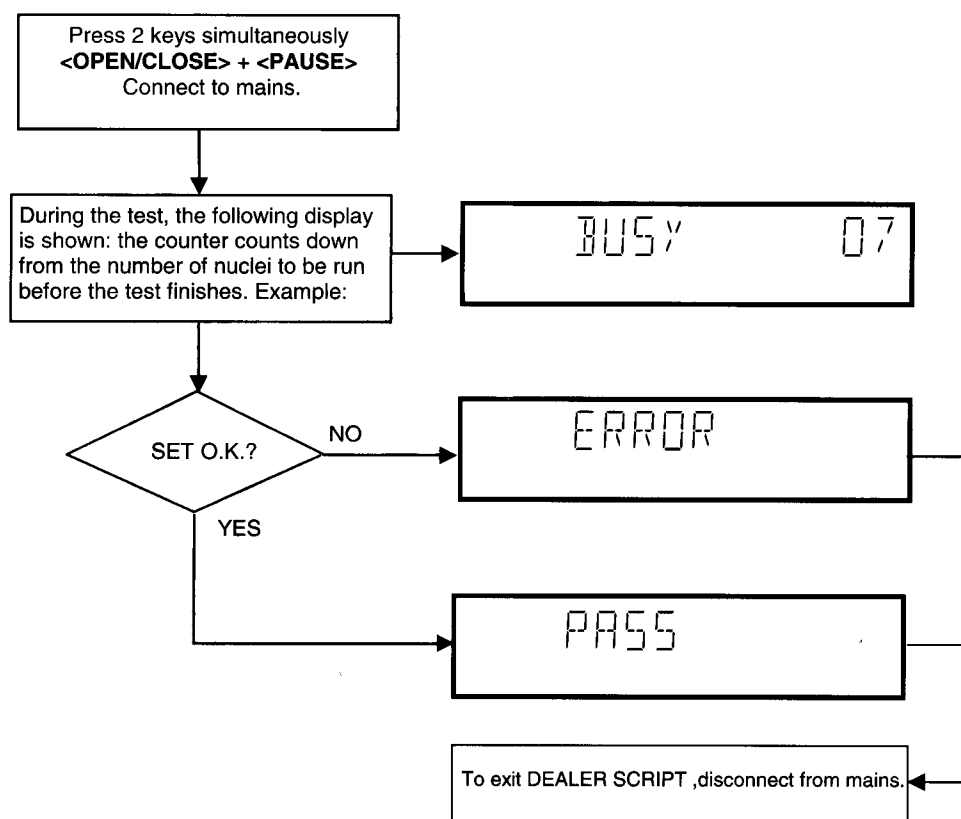 Press 2 keys simultaneously
<OPEN/CLOSE> + <PAUSE>
Connect to mains.
During the test, the following display
is shown: the counter counts down
from the number of nuclei to be run
before the test finishes. Example:
BUSY 07
SET O.K.?
NO
ERROR
YES
PASS
To exit DEALER SCRIPT ,disconnect from mains.